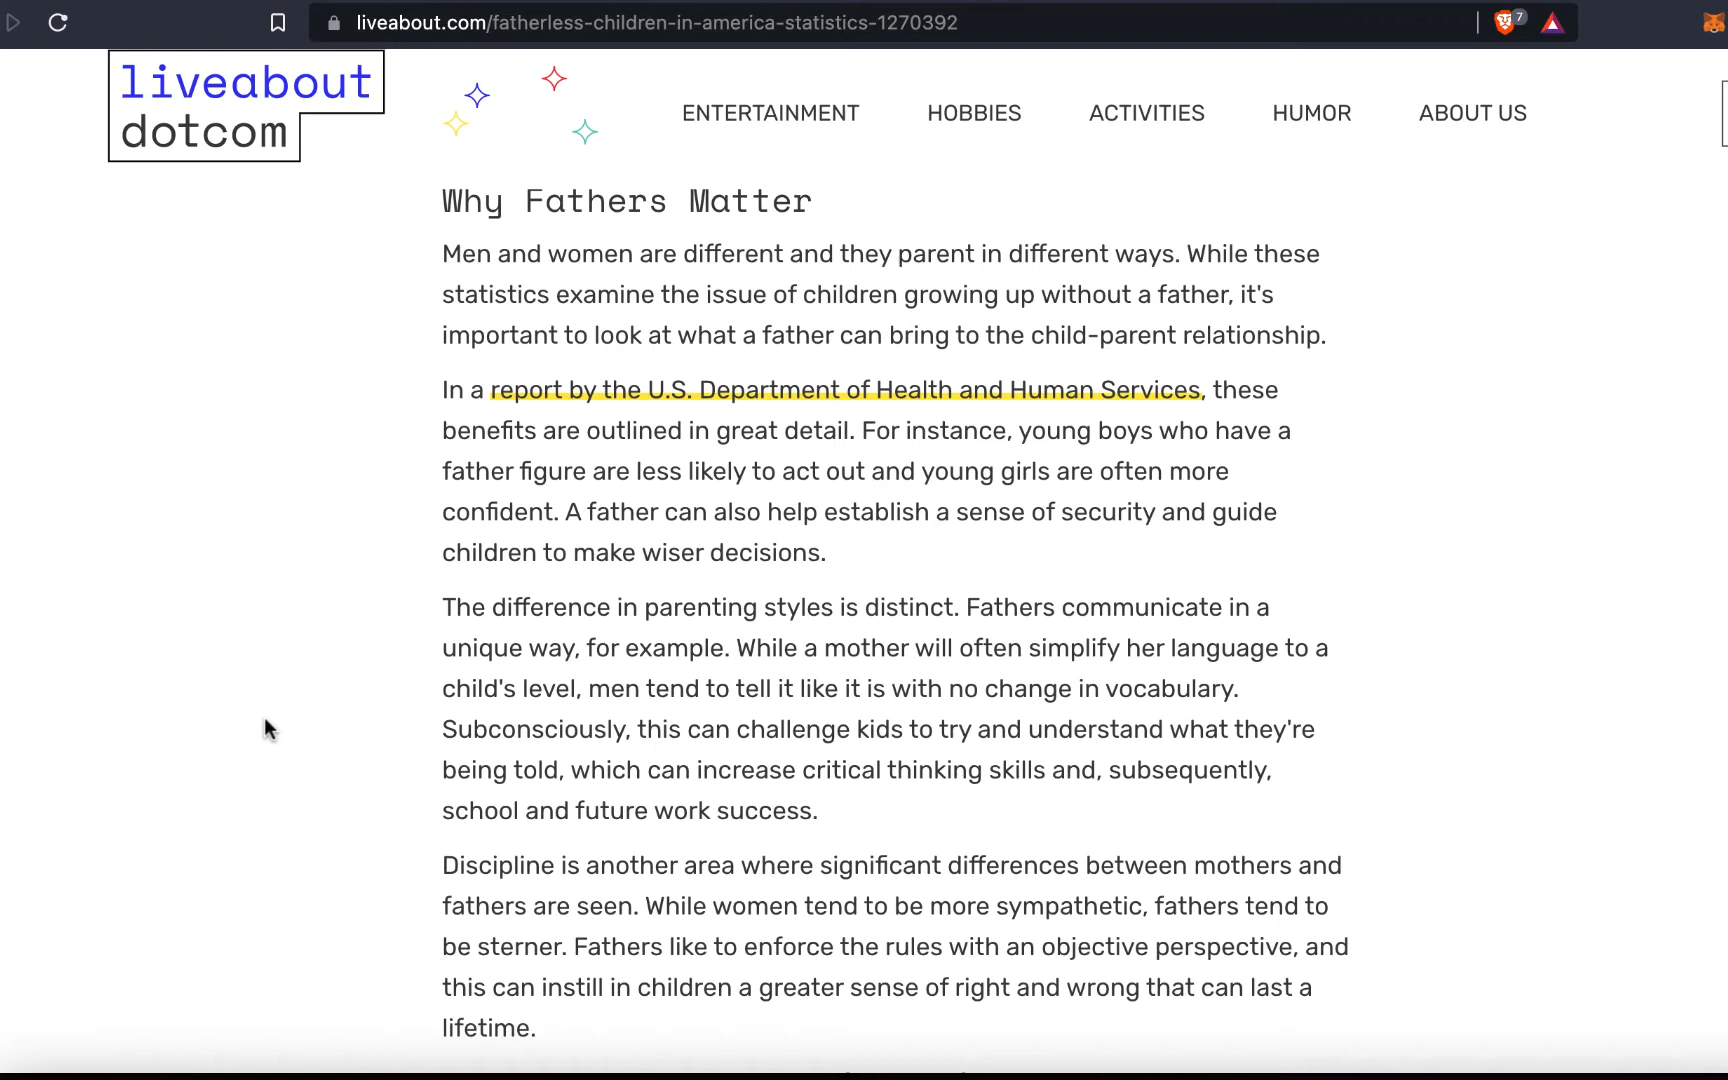 liveabout.com/fatherless-children-in-america-statistics-1270392
7
liveabout
dotcom
ENTERTAINMENT
HOBBIES
ACTIVITIES
HUMOR
ABOUT US
Why Fathers Matter
Men and women are different and they parent in different ways. While these
statistics examine the issue of children growing up without a father, it's
important to look at what a father can bring to the child-parent relationship.
In a report by the U.S. Department of Health and Human Services, these
benefits are outlined in great detail. For instance, young boys who have a
father figure are less likely to act out and young girls are often more
confident. A father can also help establish a sense of security and guide
children to make wiser decisions.
The difference in parenting styles is distinct. Fathers communicate in a
unique way, for example. While a mother will often simplify her language to a
child's level, men tend to tell it like it is with no change in vocabulary.
Subconsciously, this can challenge kids to try and understand what they're
being told, which can increase critical thinking skills and, subsequently,
school and future work success.
Discipline is another area where significant differences between mothers and
fathers are seen. While women tend to be more sympathetic, fathers tend to
be sterner. Fathers like to enforce the rules with an objective perspective, and
this can instill in children a greater sense of right and wrong that can last a
lifetime.